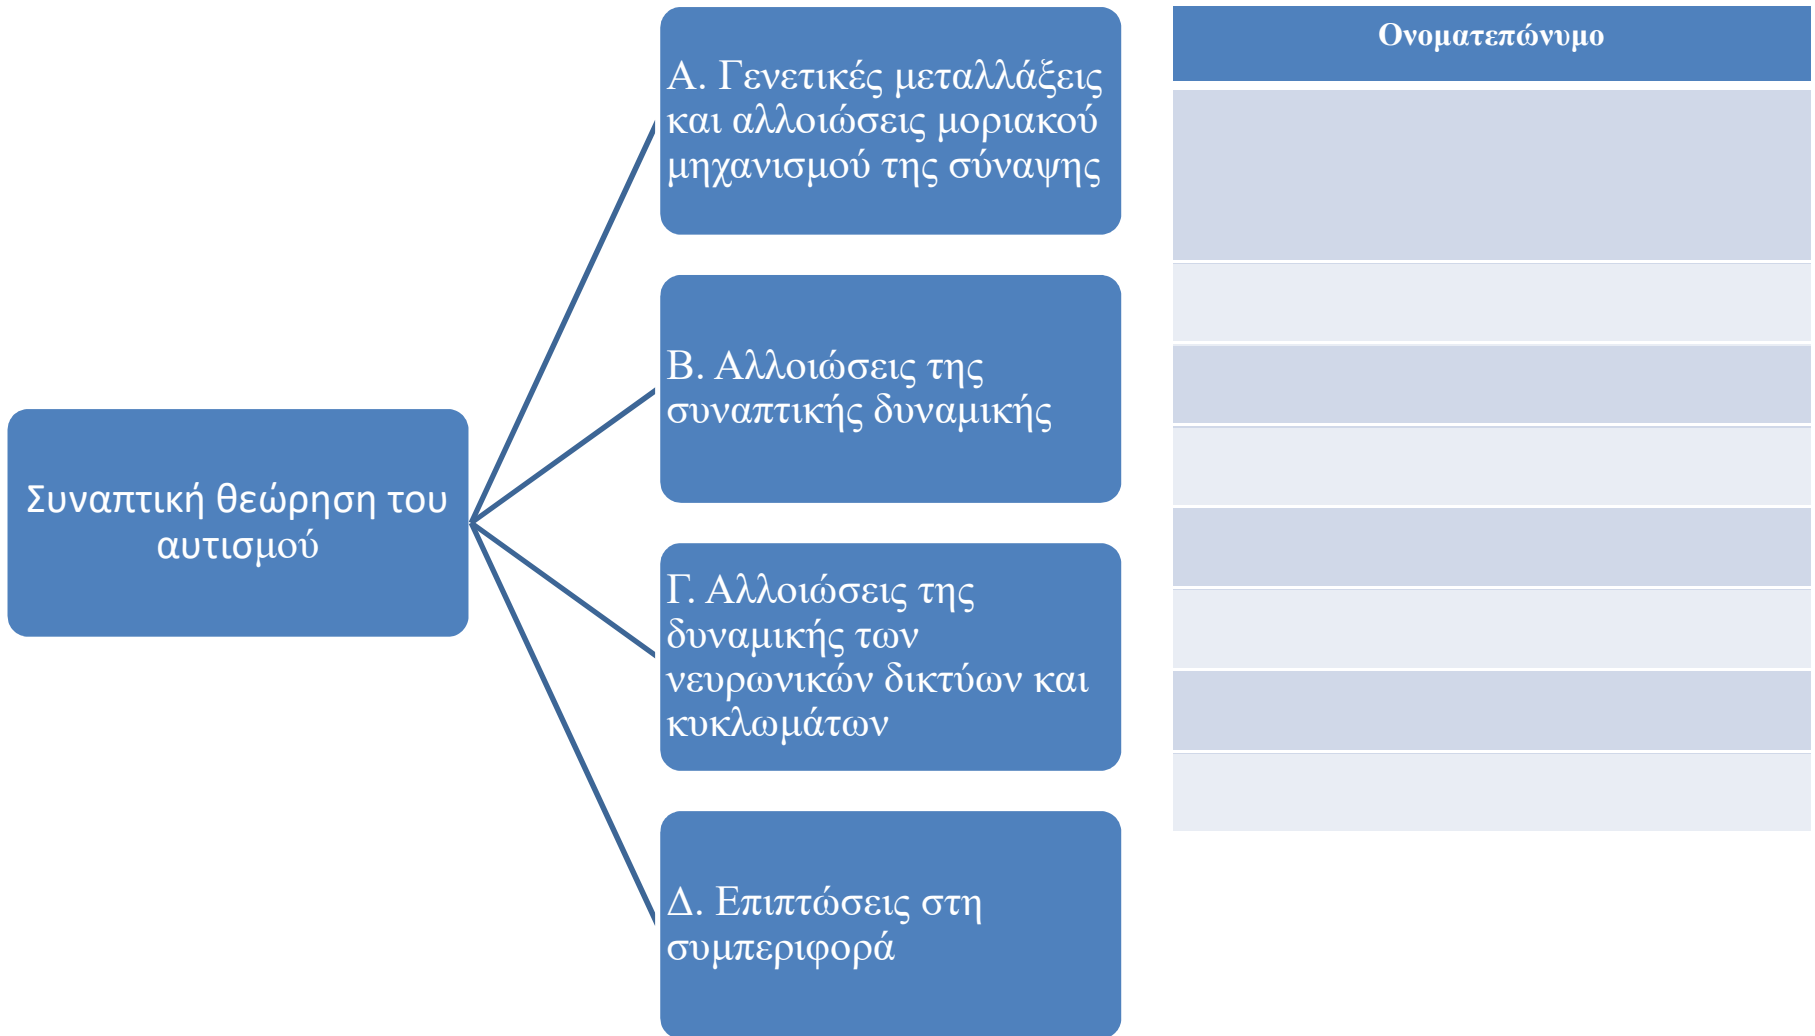 Συναπτική θεώρηση του
αυτισμού
Α. Γενετικές μεταλλάξεις
και αλλοιώσεις μοριακού
μηχανισμού της σύναψης
Β. Αλλοιώσεις της
συναπτικής δυναμικής
Γ. Αλλοιώσεις της
δυναμικής των
νευρωνικών δικτύων και
κυκλωμάτων
Δ. Επιπτώσεις στη
συμπεριφορά
Ονοματεπώνυμο